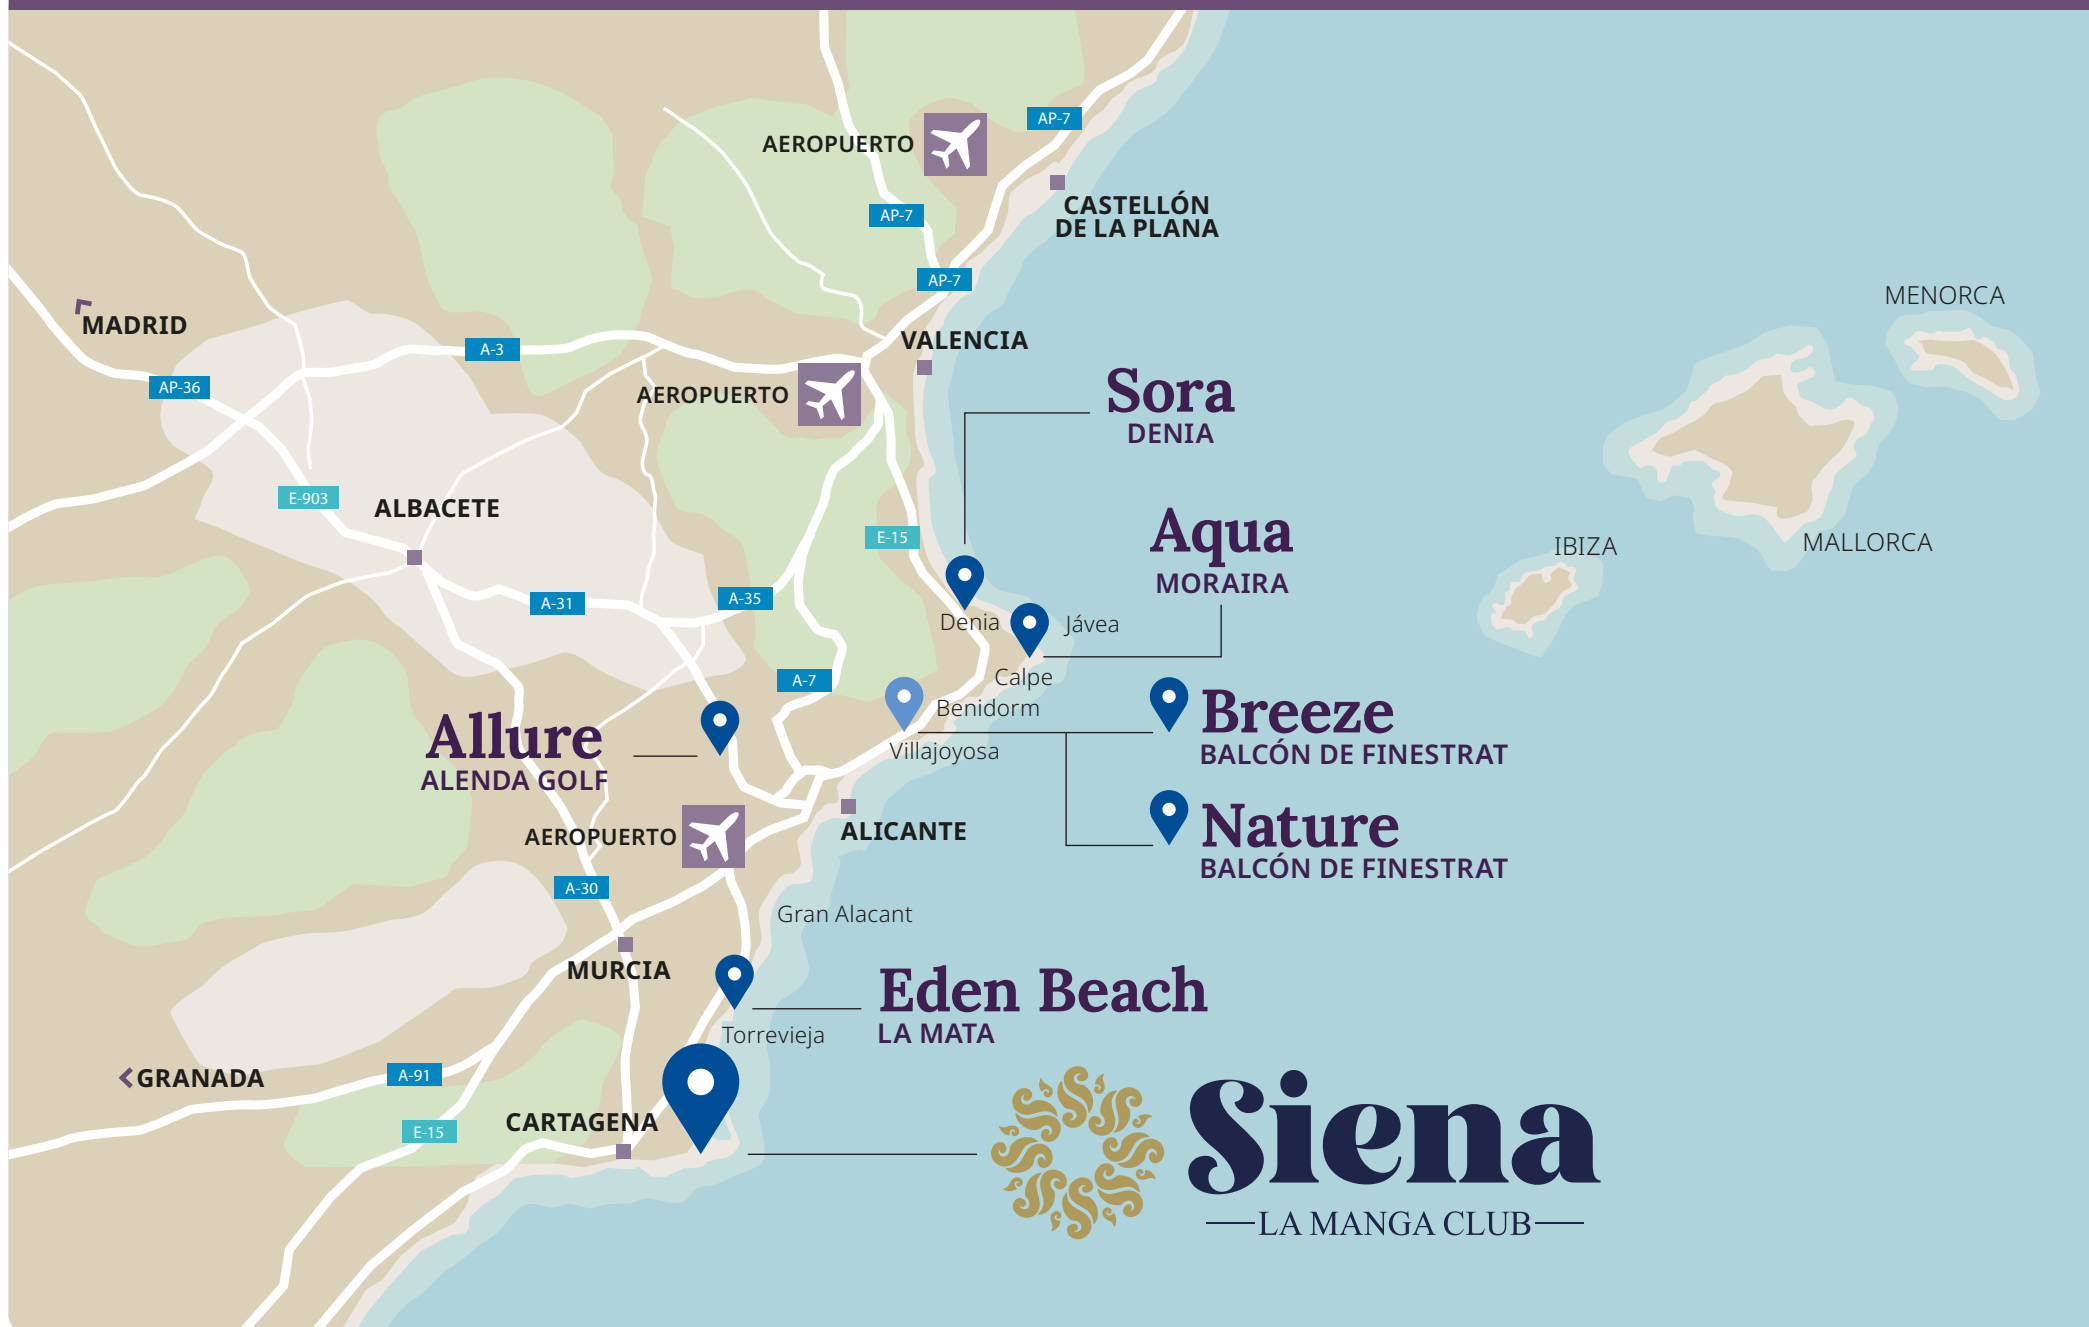 AP-7
AEROPUERTO
CASTELLÓN
DE LA PLANA
AP-7
AP-7
MENORCA
MADRID
VALENCIA
A-3
AP-36
AEROPUERTO
Sora
DENIA
E-903
ALBACETE
E-15
Aqua
MORAIRA
IBIZA
MALLORCA
A-31
A-35
Denia
Jávea
A-7
Calpe
Benidorm
Villajoyosa
Breeze
BALCÓN DE FINESTRAT
Allure
ALENDA GOLF
Nature
BALCÓN DE FINESTRAT
AEROPUERTO
ALICANTE
A-30
Gran Alacant
MURCIA
Eden Beach
LA MATA
Torrevieja
GRANADA
A-91
CARTAGENA
E-15
Siena
LA MANGA CLUB